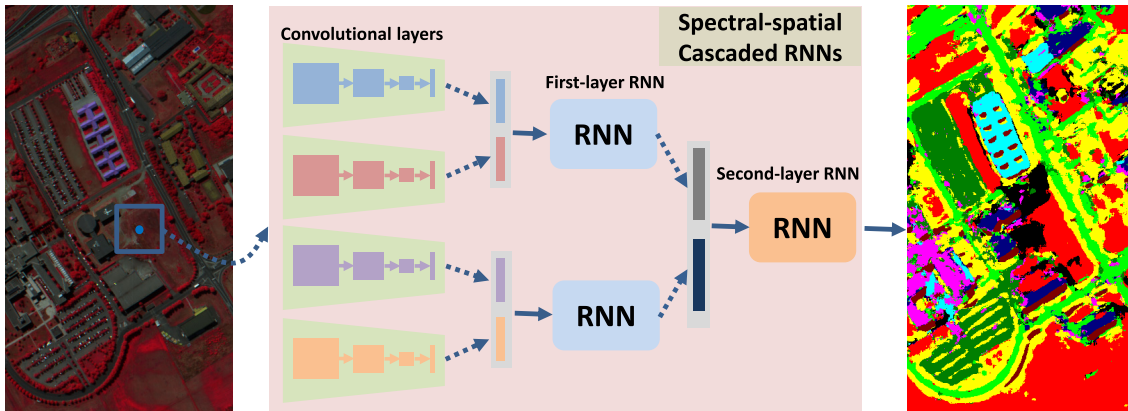 Spectral-spatial
Cascaded RNNs
Convolutional layers
First-layer RNN
RNN
Second-layer RNN
RNN
RNN